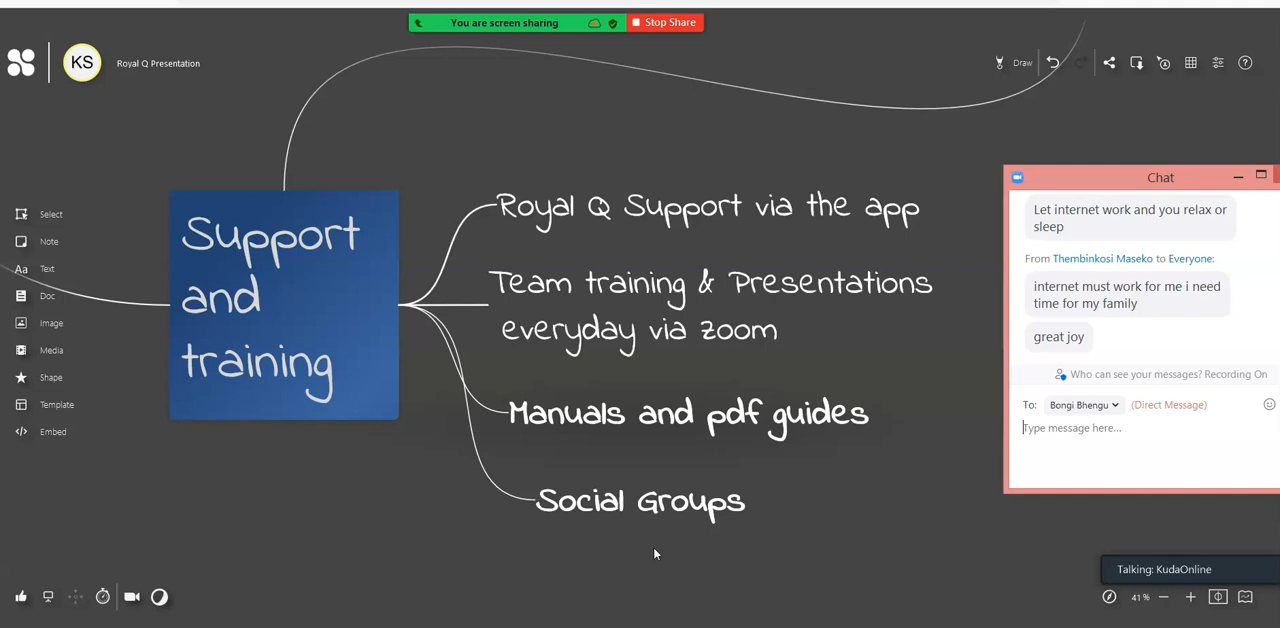 You are screen sharing
Stop Share
KS
Royal Q Presentation
Draw
Select
Note
Aa Text
Doc
Image
Media
Shape
Template
Embed
Support
and
training
Royal Q Support via the app
Team training & Presentations
everyday via zoom
Manuals and pdf guides
Social Groups
Chat
Let internet work and you relax or
sleep
From Thembinkosi Maseko to Everyone:
internet must work for me i need
time for my family
great joy
Who can see your messages? Recording On
To: Bongi Bhengu (Direct Message)
Type message here...
Talking: KudaOnline
41 %